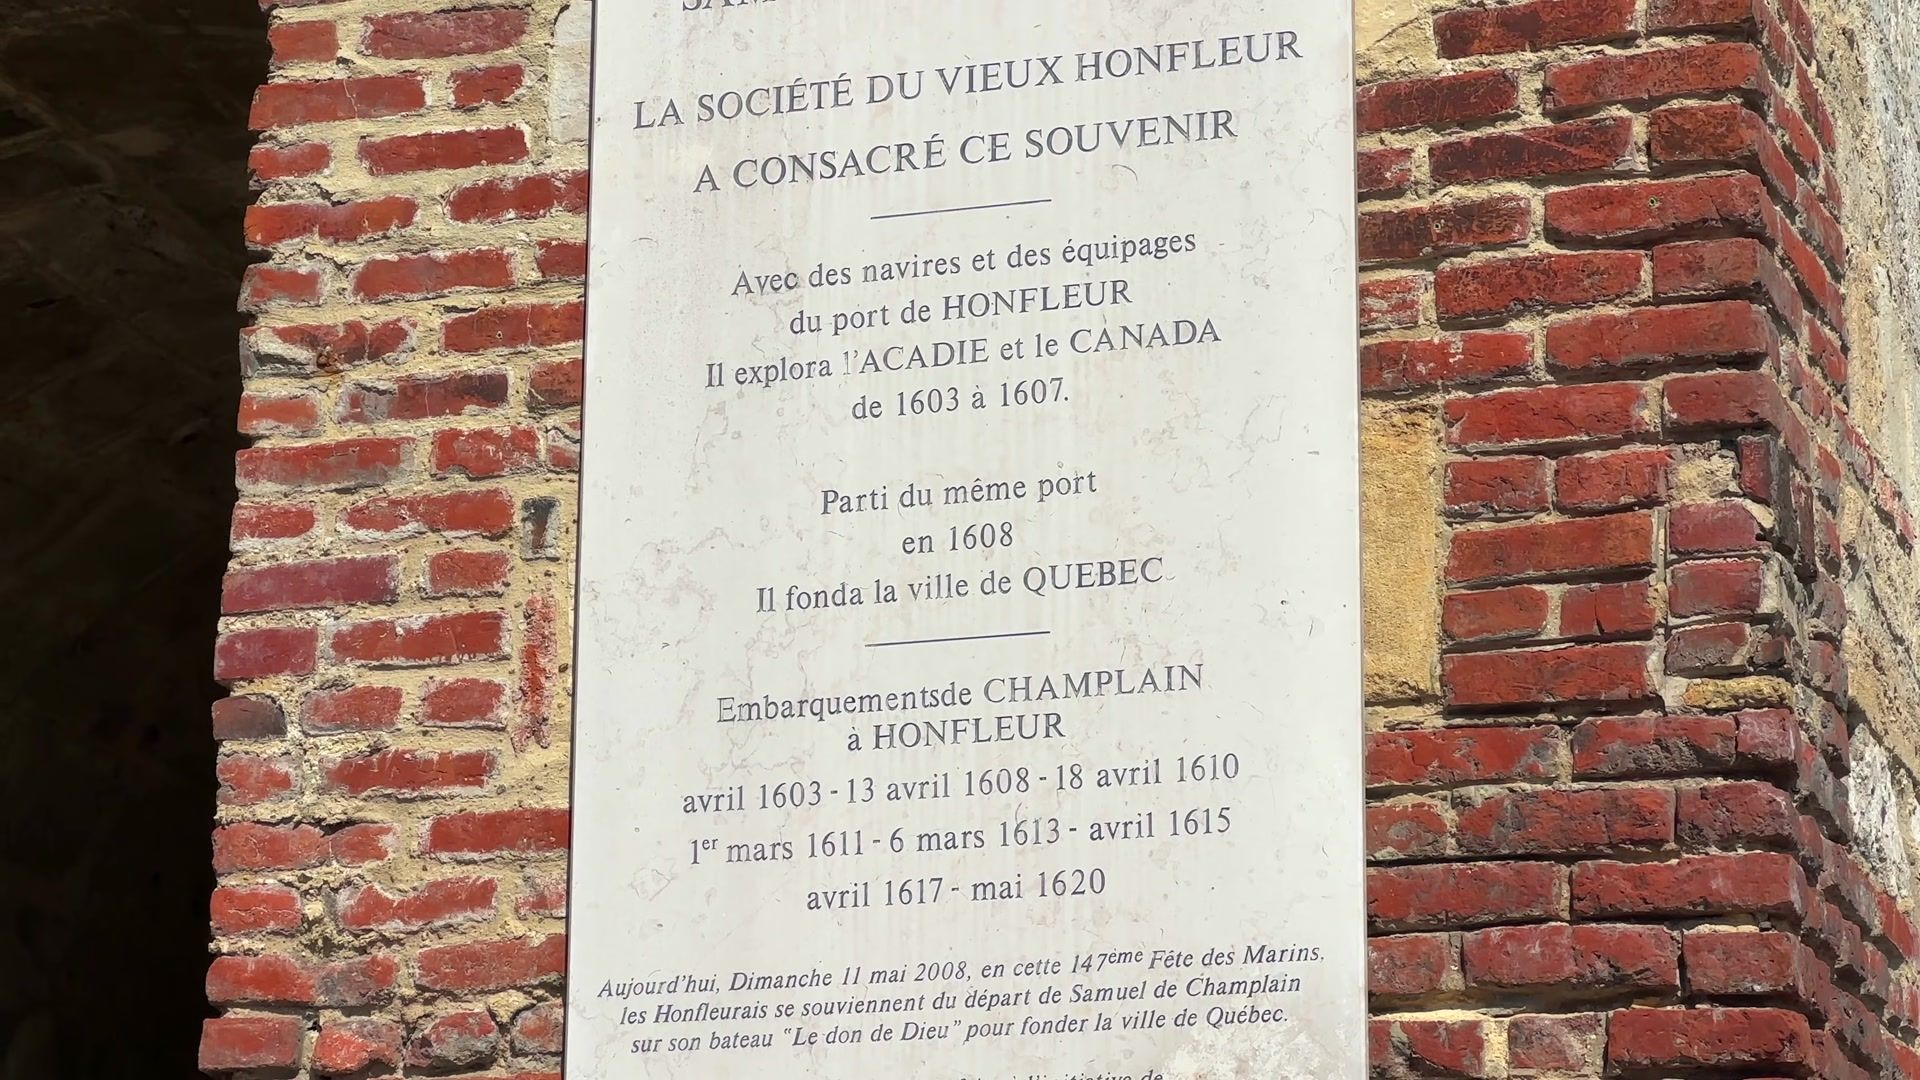 LA SOCIÉTÉ DU VIEUX HONFLEUR
A CONSACRÉ CE SOUVENIR
Avec des navires et des équipages
du port de HONFLEUR
Il explora l'ACADIE et le CANADA
de 1603 à 1607.
Parti du même port
en 1608
Il fonda la ville de QUEBEC
Embarquementsde CHAMPLAIN
à HONFLEUR
avril 1603 - 13 avril 1608 - 18 avril 1610
1er mars 1611 - 6 mars 1613 - avril 1615
avril 1617 - mai 1620
Aujourd'hui, Dimanche 11 mai 2008, en cette 147ème Fête des Marins,
les Honfleurais se souviennent du départ de Samuel de Champlain
sur son bateau "Le don de Dieu" pour fonder la ville de Québec.
l'initiative de